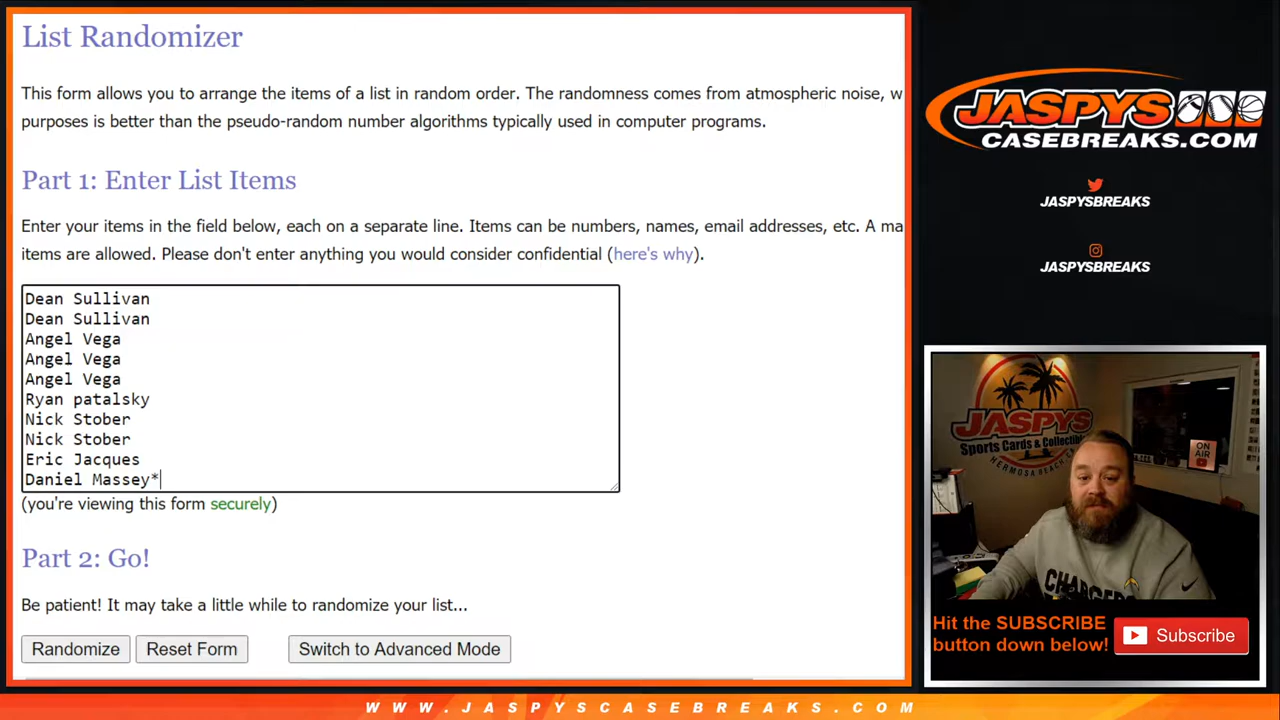 List Randomizer
This form allows you to arrange the items of a list in random order. The randomness comes from atmospheric noise, w
purposes is better than the pseudo-random number algorithms typically used in computer programs.
Part 1: Enter List Items
Enter your items in the field below, each on a separate line. Items can be numbers, names, email addresses, etc. A ma
items are allowed. Please don't enter anything you would consider confidential (here's why).
Dean Sullivan
Dean Sullivan
Angel Vega
Angel Vega
Angel Vega
Ryan patalsky
Nick Stober
Nick Stober
Eric Jacques
Daniel Massey*
(you're viewing this form securely)
Part 2: Go!
Be patient! It may take a little while to randomize your list...
Randomize
Reset Form
Switch to Advanced Mode
JASPYS
CASEBREAKS.COM
JASPYSBREAKS
JASPYSBREAKS
JASPYS
Sports Cards & Collectibl
HERMOSA BEACH
ON AIR
CHARGERS
Hit the SUBSCRIBE
button down below!
Subscribe
WWW.JASPYSCASEBREAKS.COM